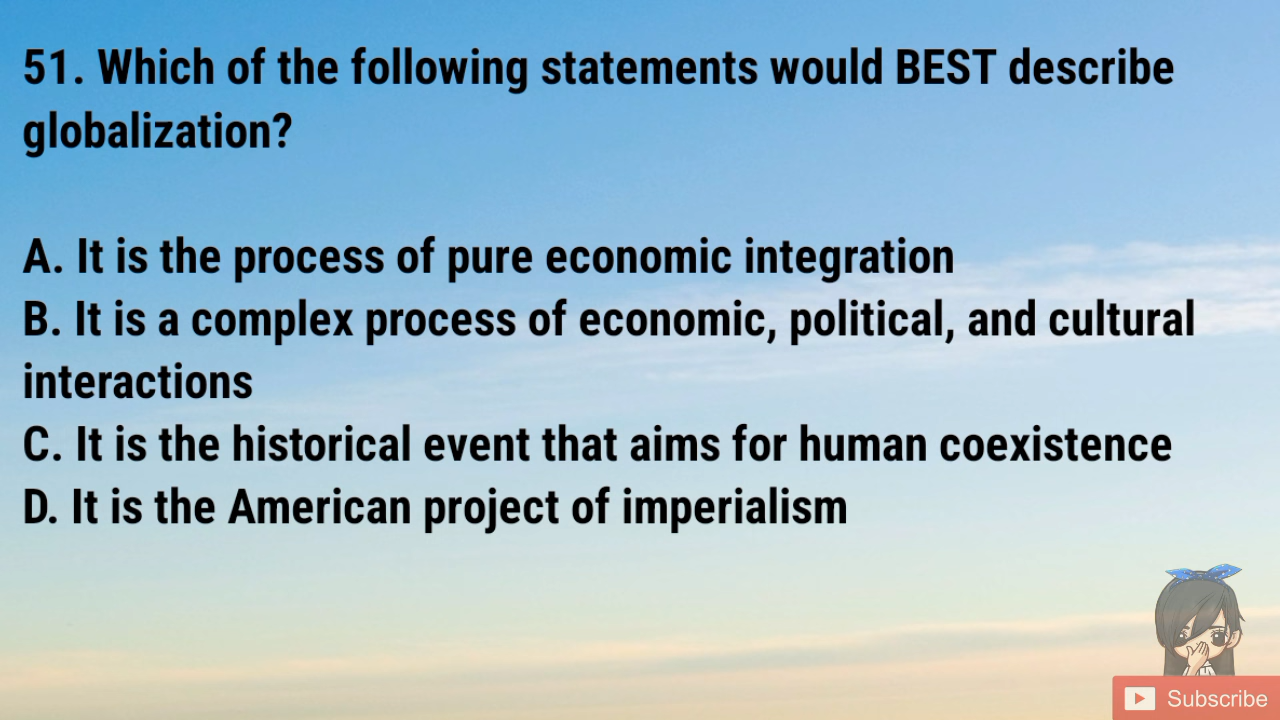 51. Which of the following statements would BEST describe
globalization?
A. It is the process of pure economic integration
B. It is a complex process of economic, political, and cultural
interactions
C. It is the historical event that aims for human coexistence
D. It is the American project of imperialism
Subscribe